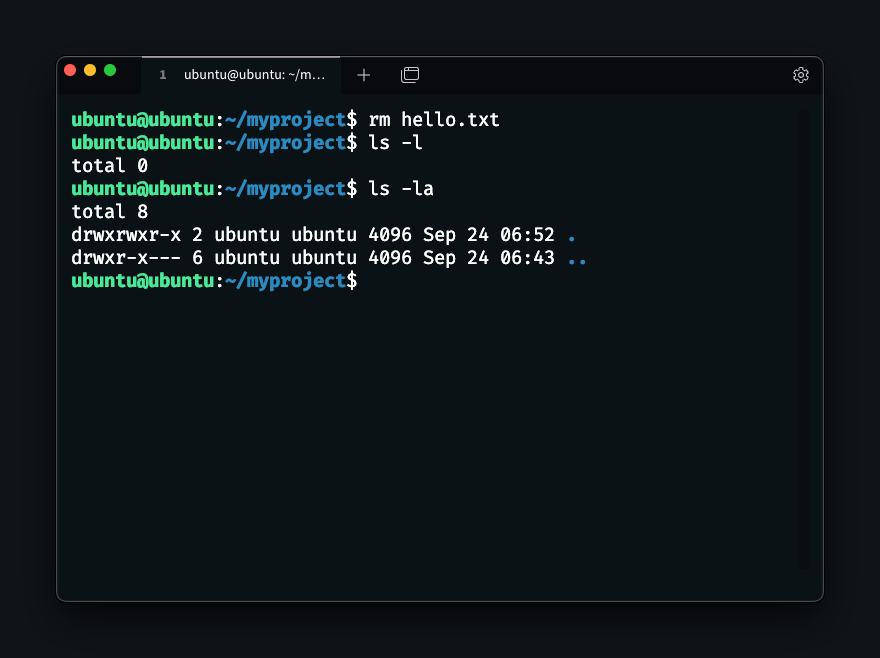 1 ubuntu@ubuntu: ~/m...
ubuntu@ubuntu:~/myproject$ rm hello.txt
ubuntu@ubuntu:~/myproject$ ls -l
total 0
ubuntu@ubuntu:~/myproject$ ls -la
total 8
drwxrwxr-x 2 ubuntu ubuntu 4096 Sep 24 06:52 .
drwxr-x--- 6 ubuntu ubuntu 4096 Sep 24 06:43 ..
ubuntu@ubuntu:~/myproject$